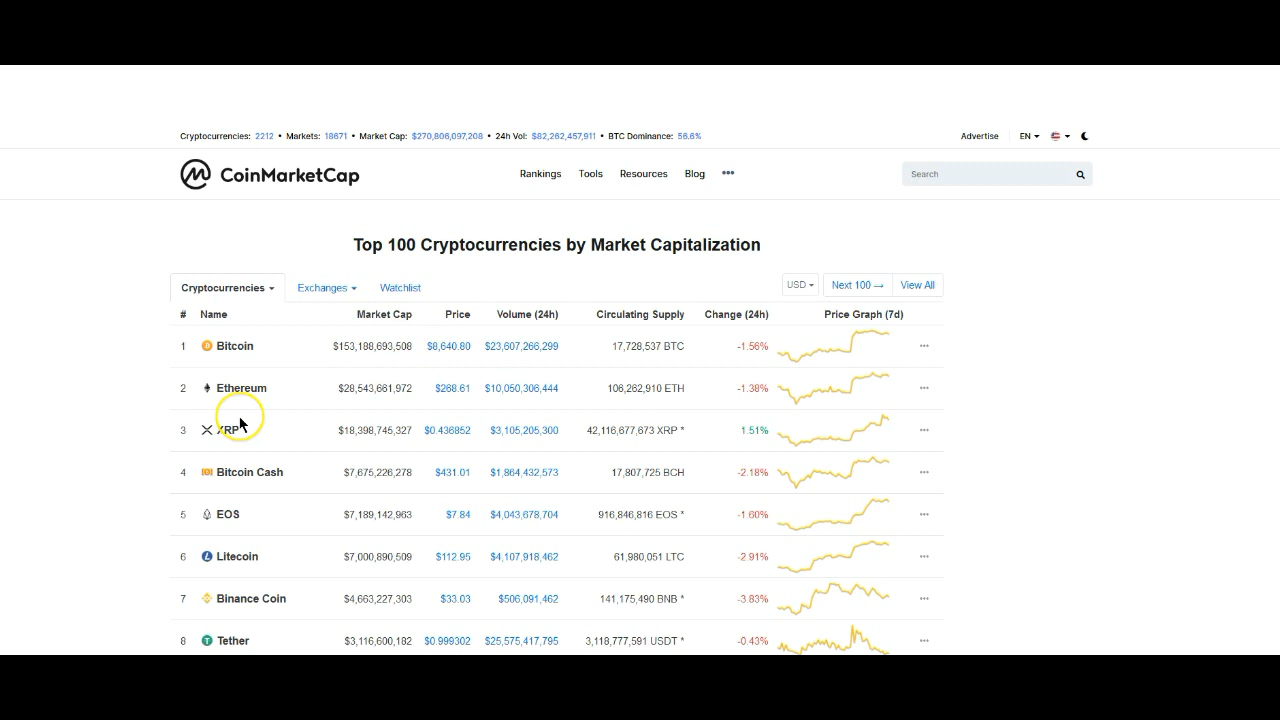 Cryptocurrencies: 2212 • Markets: 18671 • Market Cap: $270,806,097,208 • 24h Vol: $82,262,457,911 • BTC Dominance: 56.6% Advertise EN
CoinMarketCap Rankings Tools Resources Blog ••• Search
Top 100 Cryptocurrencies by Market Capitalization
Cryptocurrencies Exchanges Watchlist USD Next 100 → View All
# Name Market Cap Price Volume (24h) Circulating Supply Change (24h) Price Graph (7d)
1 Bitcoin $153,188,693,508 $8,640.80 $23,607,266,299 17,728,537 BTC -1.56% •••
2 Ethereum $28,543,661,972 $268.61 $10,050,306,444 106,262,910 ETH -1.38% •••
3 XRP $18,398,745,327 $0.436852 $3,105,205,300 42,116,677,673 XRP * 1.51% •••
4 Bitcoin Cash $7,675,226,278 $431.01 $1,864,432,573 17,807,725 BCH -2.18% •••
5 EOS $7,189,142,963 $7.84 $4,043,678,704 916,846,816 EOS * -1.60% •••
6 Litecoin $7,000,890,509 $112.95 $4,107,918,462 61,980,051 LTC -2.91% •••
7 Binance Coin $4,663,227,303 $33.03 $506,091,462 141,175,490 BNB * -3.83% •••
8 Tether $3,116,600,182 $0.999302 $25,575,417,795 3,118,777,591 USDT * -0.43% •••